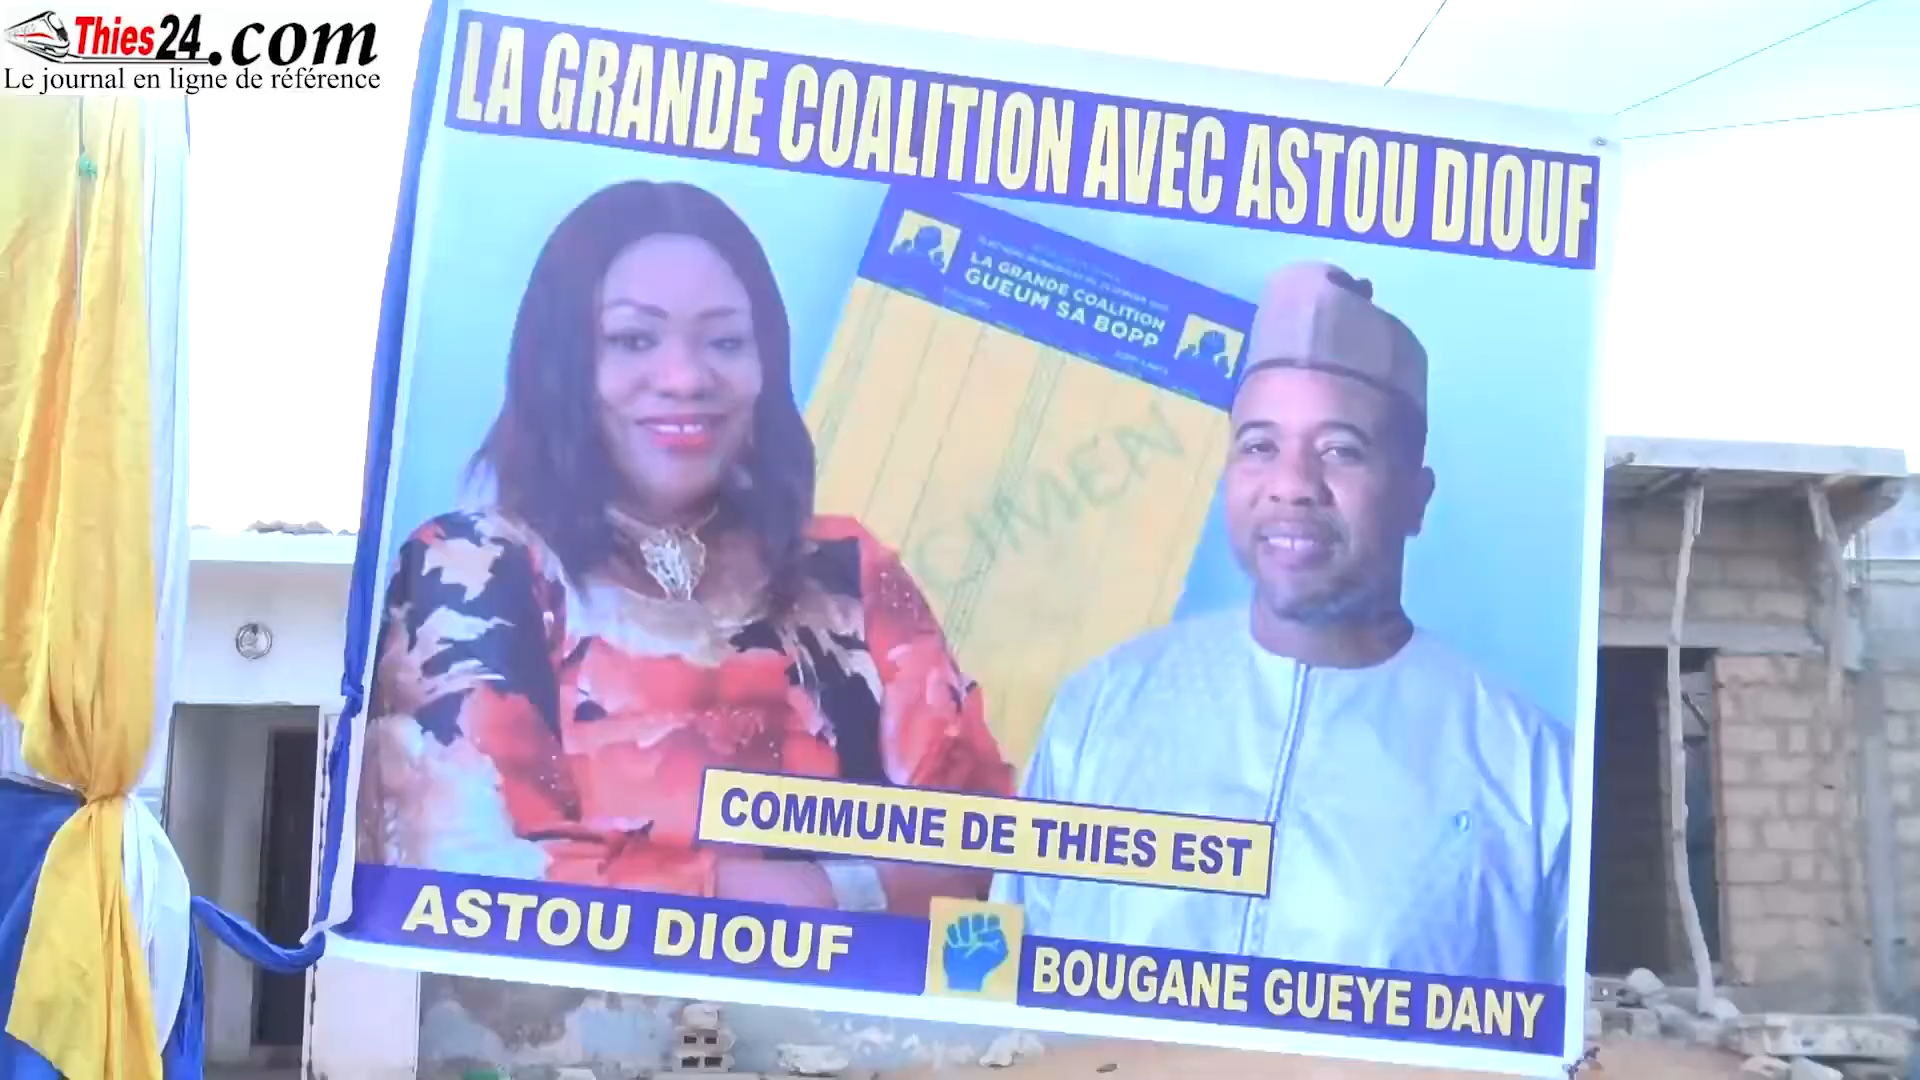 Thies24.com
Le journal en ligne de référence
LA GRANDE COALITION AVEC ASTOU DIOUF
LA GRANDE COALITION
GUEUM SA BOPP
COMMUNE DE THIES EST
ASTOU DIOUF
BOUGANE GUEYE DANY